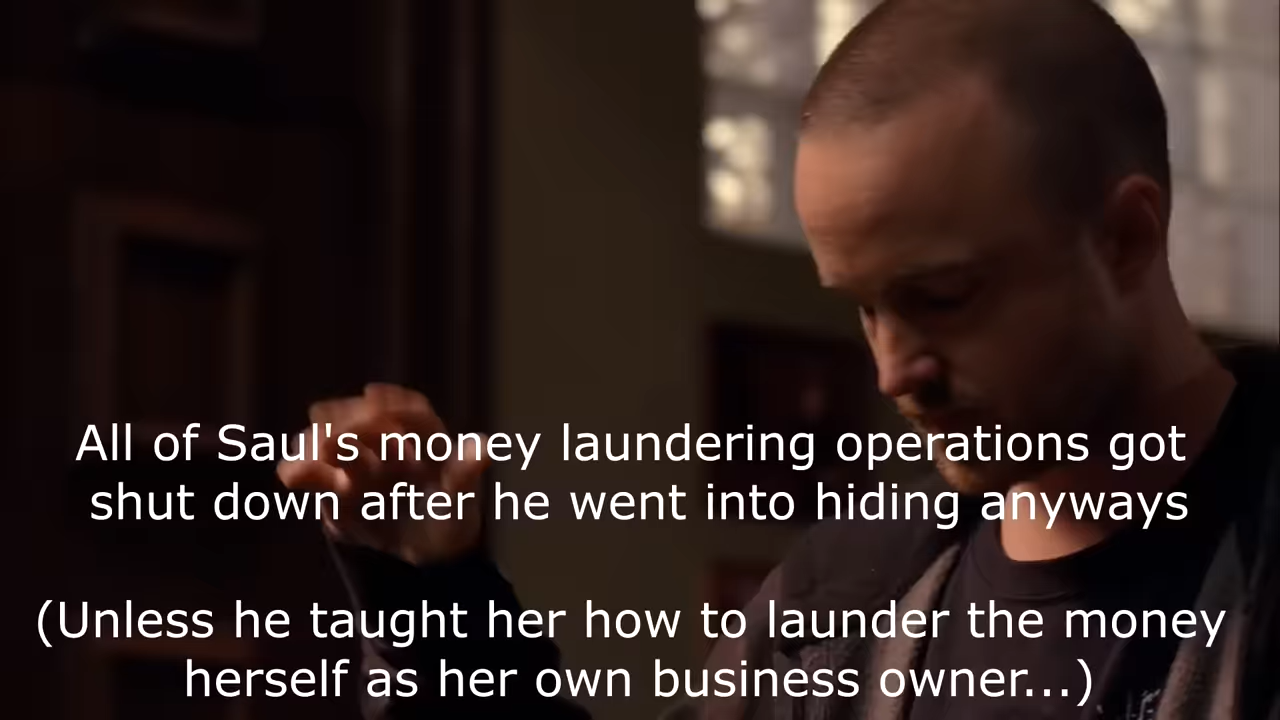 All of Saul's money laundering operations got
shut down after he went into hiding anyways
(Unless he taught her how to launder the money
herself as her own business owner...)